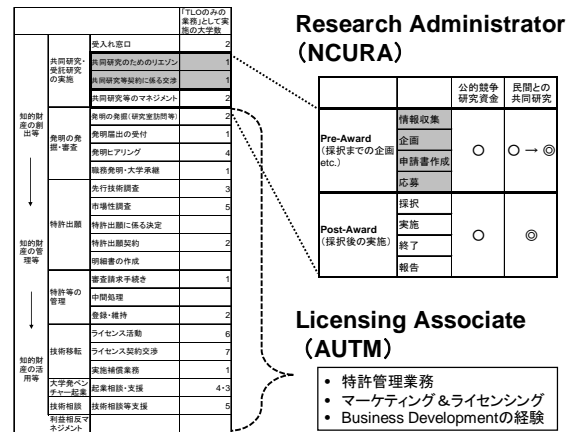 「TLOのみの
業務」として実
施の大学数
知的財
産の創
出等
共同研究・
受託研究
の実施
受入れ窓口 2
共同研究のためのリエゾン 1
共同研究等契約に係る交渉 1
共同研究等のマネジメント 2
発明の発
掘・審査
発明の発掘(研究室訪問等) 2
発明届出の受付 1
発明ヒアリング 4
職務発明・大学承継 1
知的財
産の管
理等
特許出願
先行技術調査 3
市場性調査 5
特許出願に係る決定
特許出願契約 2
明細書の作成
特許等の
管理
審査請求手続き 1
中間処理
登録・維持 2
知的財
産の活
用等
技術移転
ライセンス活動 6
ライセンス契約交渉 7
実施補償業務 1
大学発ベン
チャー起業
起業相談・支援 4・3
技術相談 技術相談等支援 5
利益相反マ
ネジメント
Research Administrator
（NCURA）
公的競争
研究資金
民間との
共同研究
Pre-Award
(採択までの企画
etc.)
情報収集
企画
申請書作成
応募
○ ○ → ◎
Post-Award
(採択後の実施)
採択
実施
終了
報告
○ ◎
Licensing Associate
（AUTM）
• 特許管理業務
• マーケティング＆ライセンシング
• Business Developmentの経験